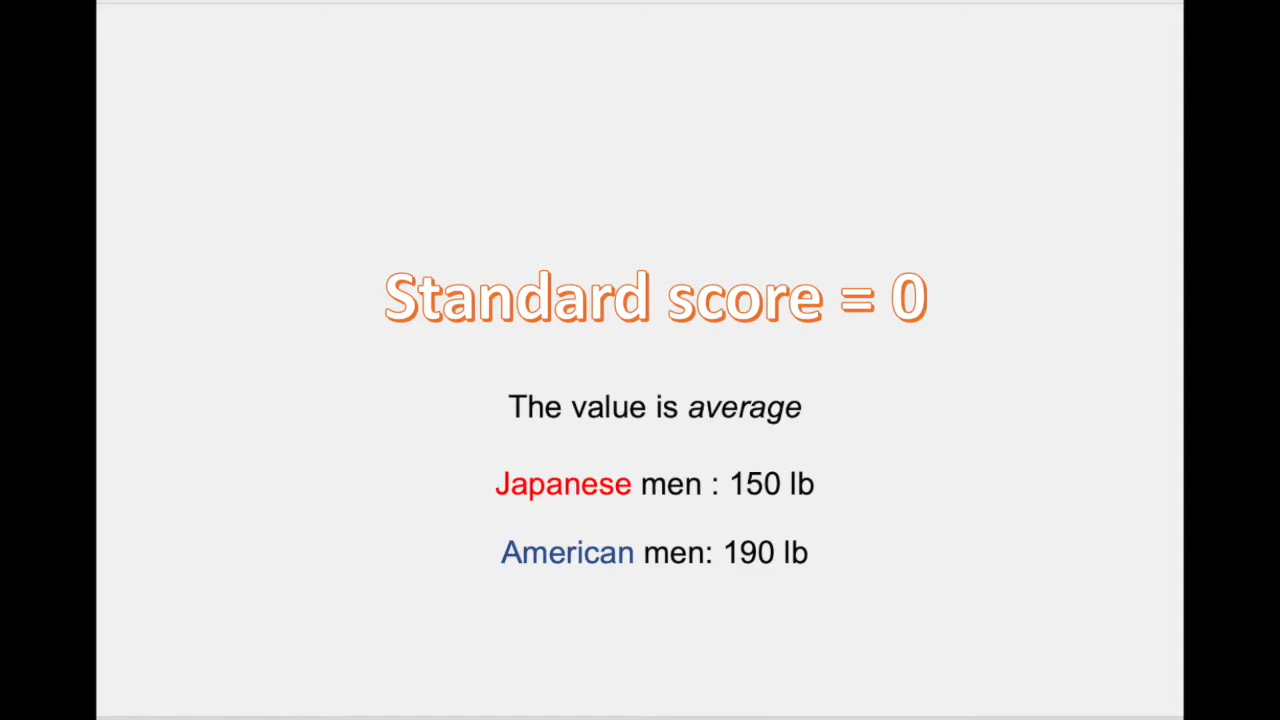 Standard score = 0
The value is average
Japanese men : 150 lb
American men: 190 lb